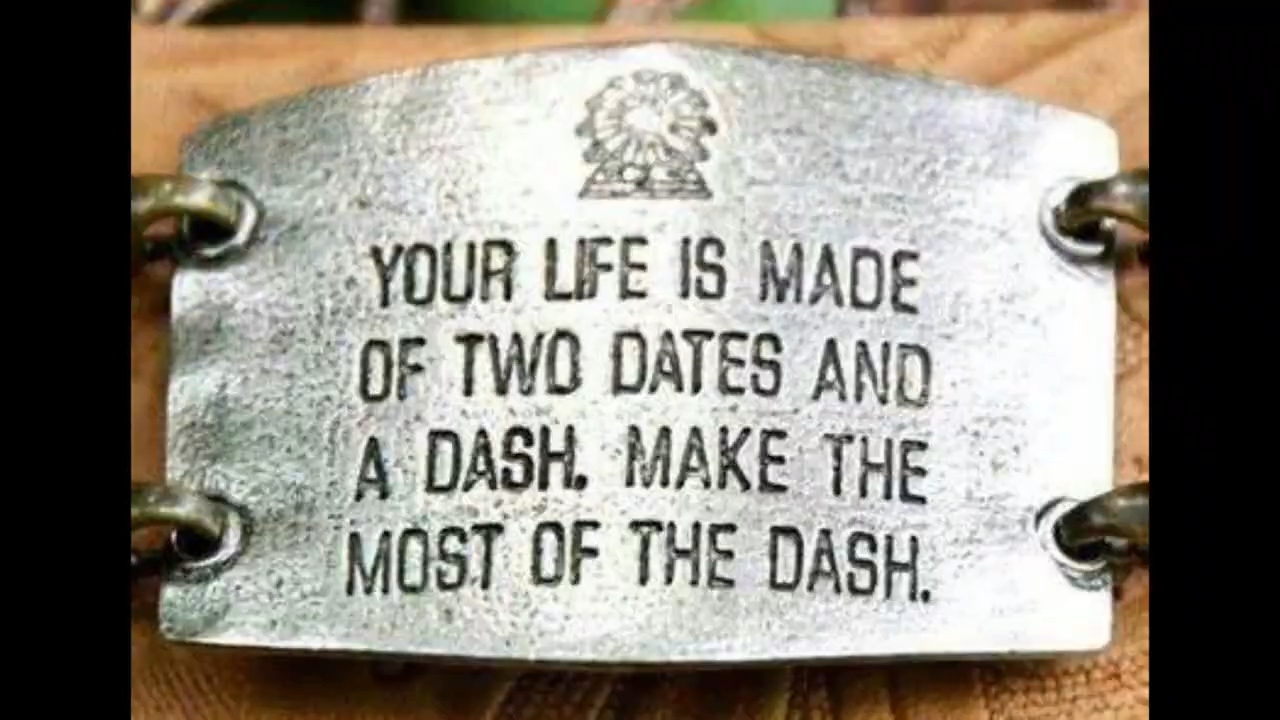 YOUR LIFE IS MADE
OF TWO DATES AND
A DASH. MAKE THE
MOST OF THE DASH.